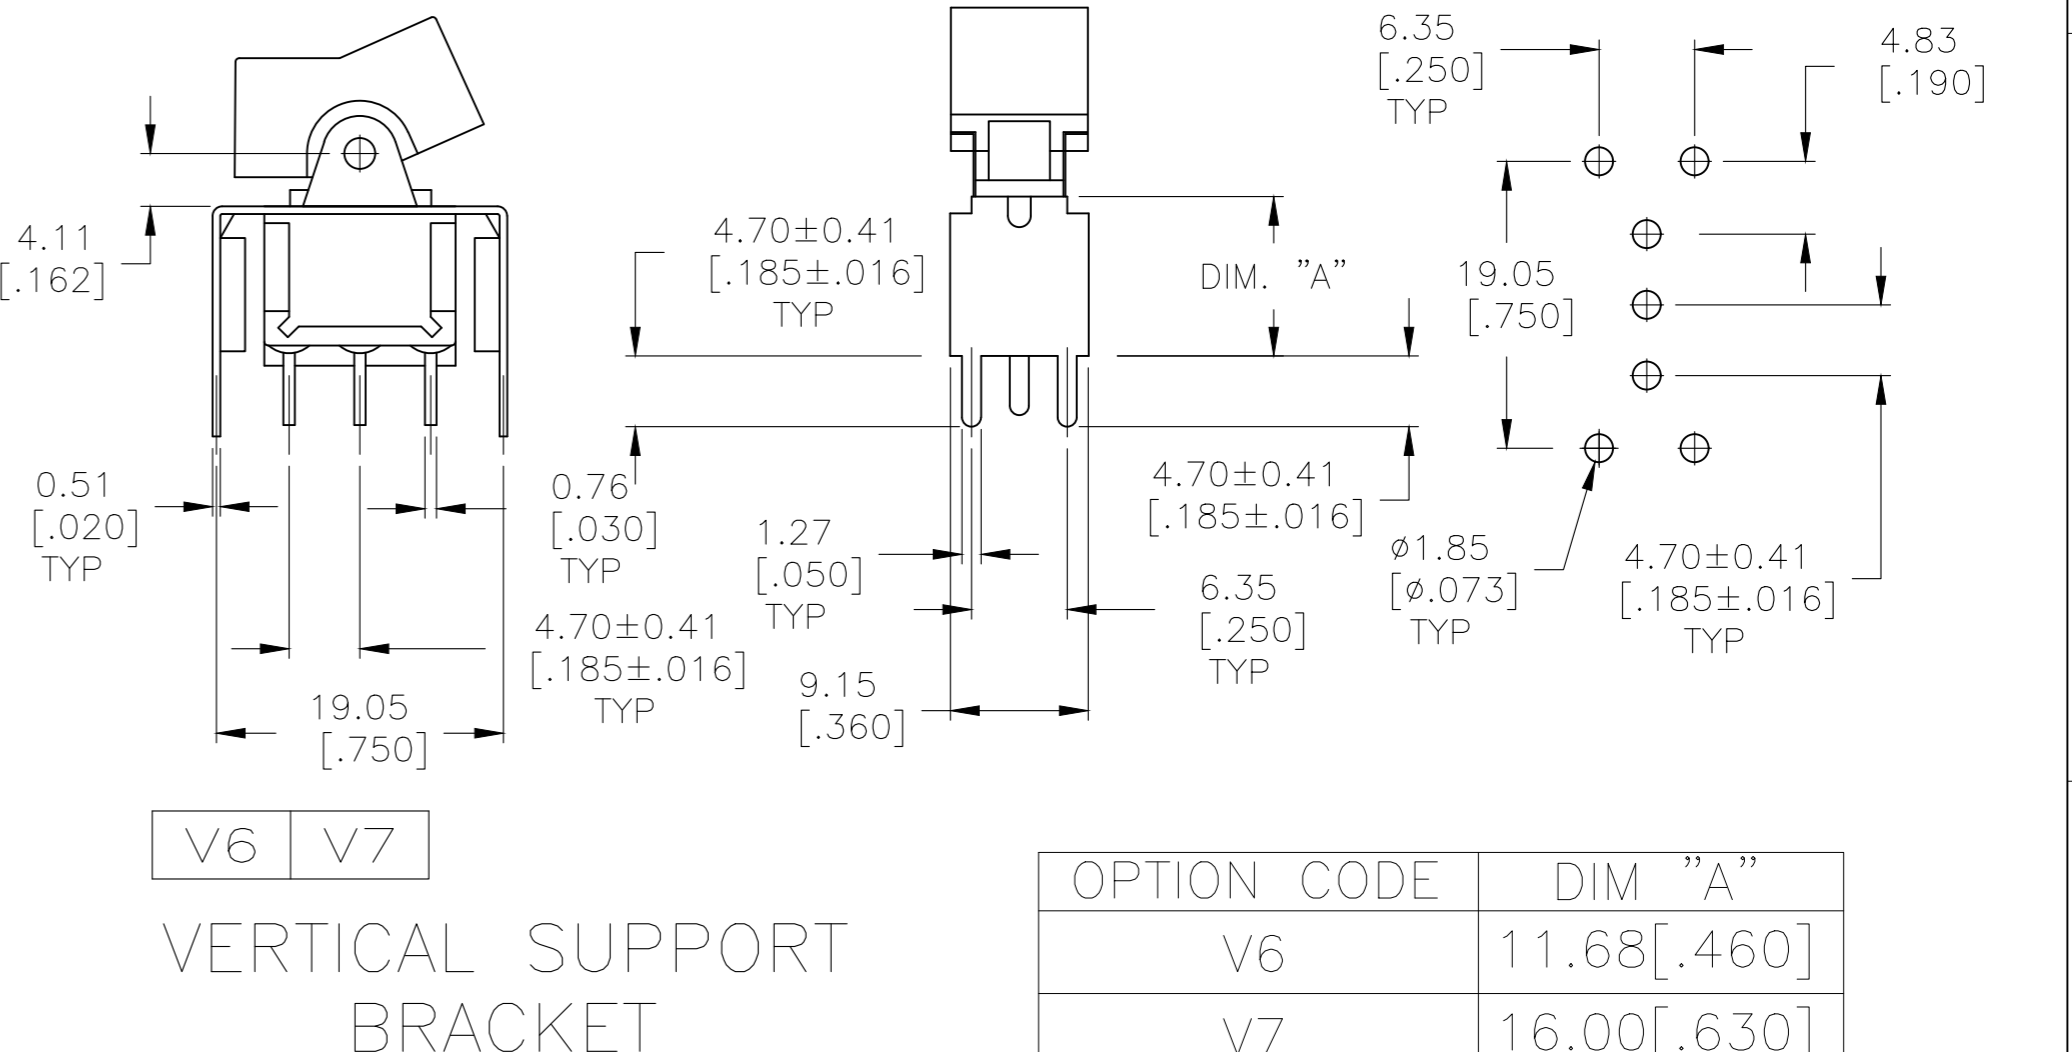 6.35
[.250]
TYP
4.83
[.190]
4.11
[.162]
4.70±0.41
[.185±.016]
TYP
DIM. ”A”
19.05
[.750]
0.51
[.020]
TYP
0.76
[.030]
TYP
1.27
[.050]
TYP
4.70±0.41
[.185±.016]
ø1.85
[ø.073]
TYP
4.70±0.41
[.185±.016]
TYP
6.35
[.250]
TYP
4.70±0.41
[.185±.016]
TYP
9.15
[.360]
19.05
[.750]
V6 V7
VERTICAL SUPPORT
BRACKET
OPTION CODE DIM ”A”
V6 11.68[.460]
V7 16.00[.630]